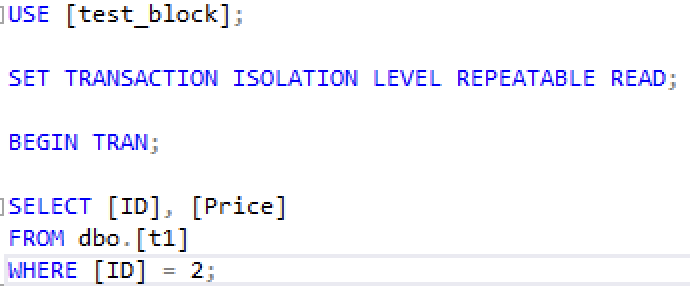 USE [test_block];
SET TRANSACTION ISOLATION LEVEL REPEATABLE READ;
BEGIN TRAN;
SELECT [ID], [Price]
FROM dbo.[t1]
WHERE [ID] = 2;